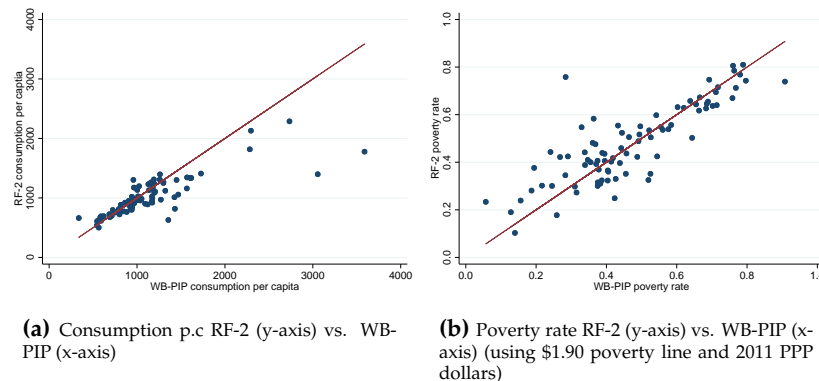 RF-2 consumption per captia
4000
3000
2000
1000
0
0 1000 2000 3000 4000
WB-PIP consumption per capita
(a) Consumption p.c RF-2 (y-axis) vs. WB-
PIP (x-axis)
RF-2 poverty rate
1.0
0.8
0.6
0.4
0.2
0.0
0.0 0.2 0.4 0.6 0.8 1.0
WB-PIP poverty rate
(b) Poverty rate RF-2 (y-axis) vs. WB-PIP (x-
axis) (using $1.90 poverty line and 2011 PPP
dollars)